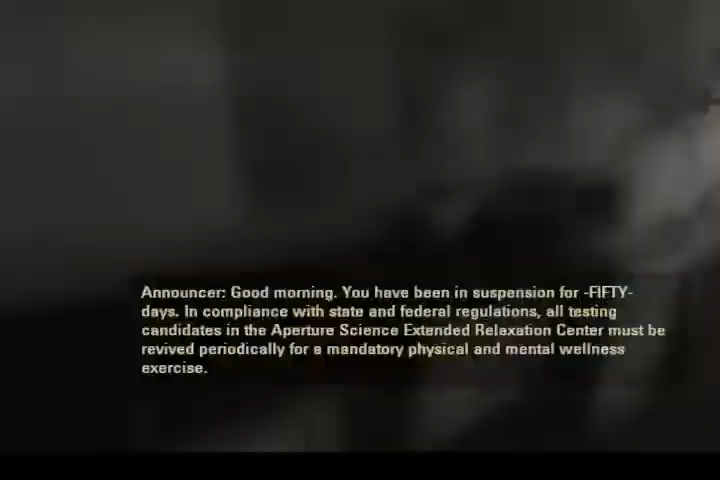 Announcer: Good morning. You have been in suspension for -FIFTY-
days. In compliance with state and federal regulations, all testing
candidates in the Aperture Science Extended Relaxation Center must be
revived periodically for a mandatory physical and mental wellness
exercise.